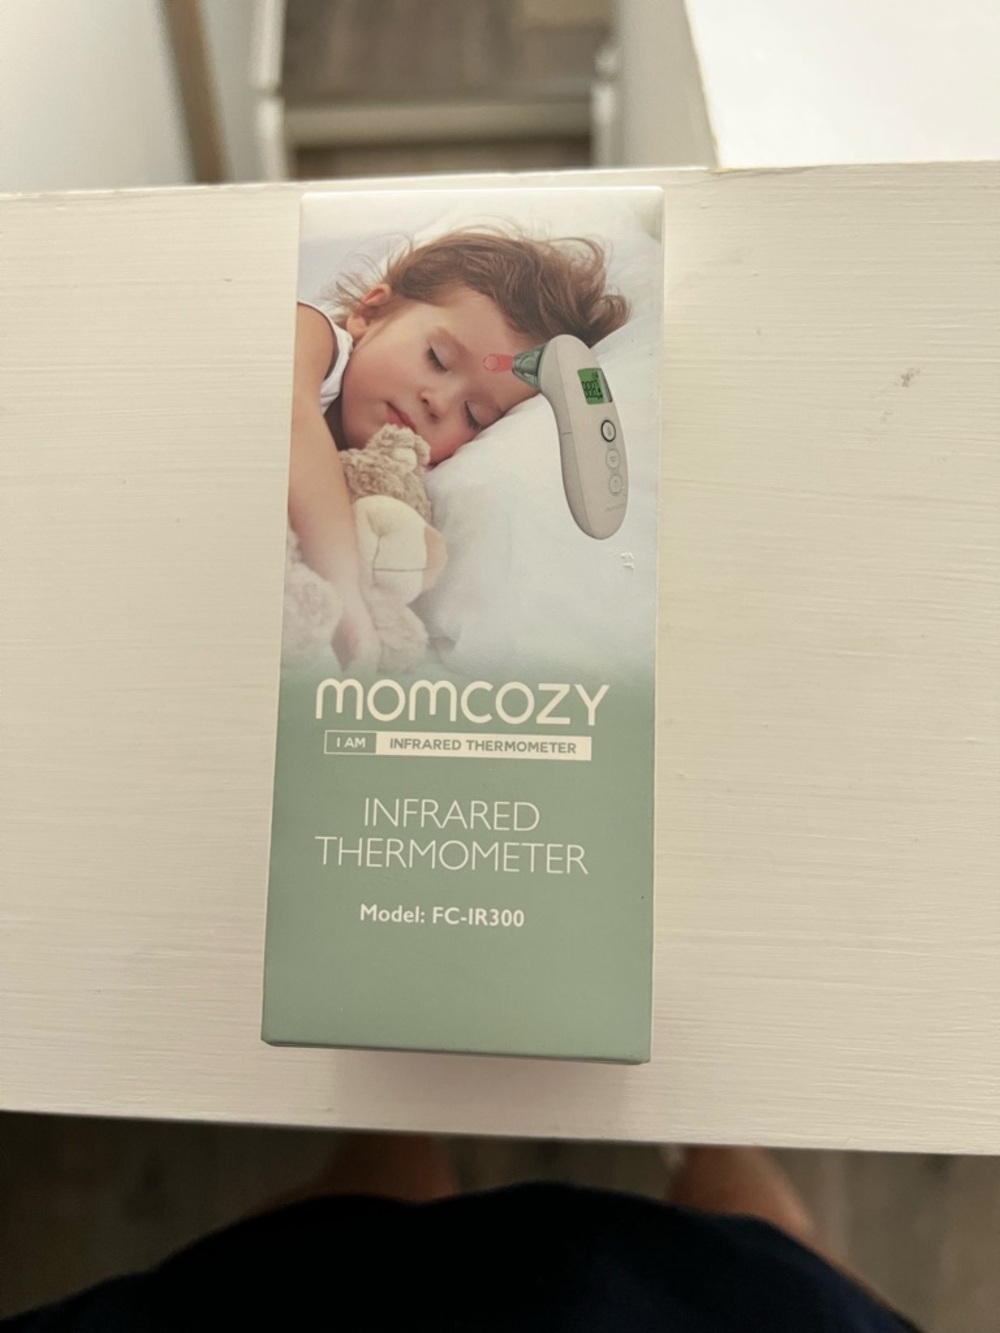 momcozy
I AM INFRARED THERMOMETER
INFRARED
THERMOMETER
Model: FC-IR300